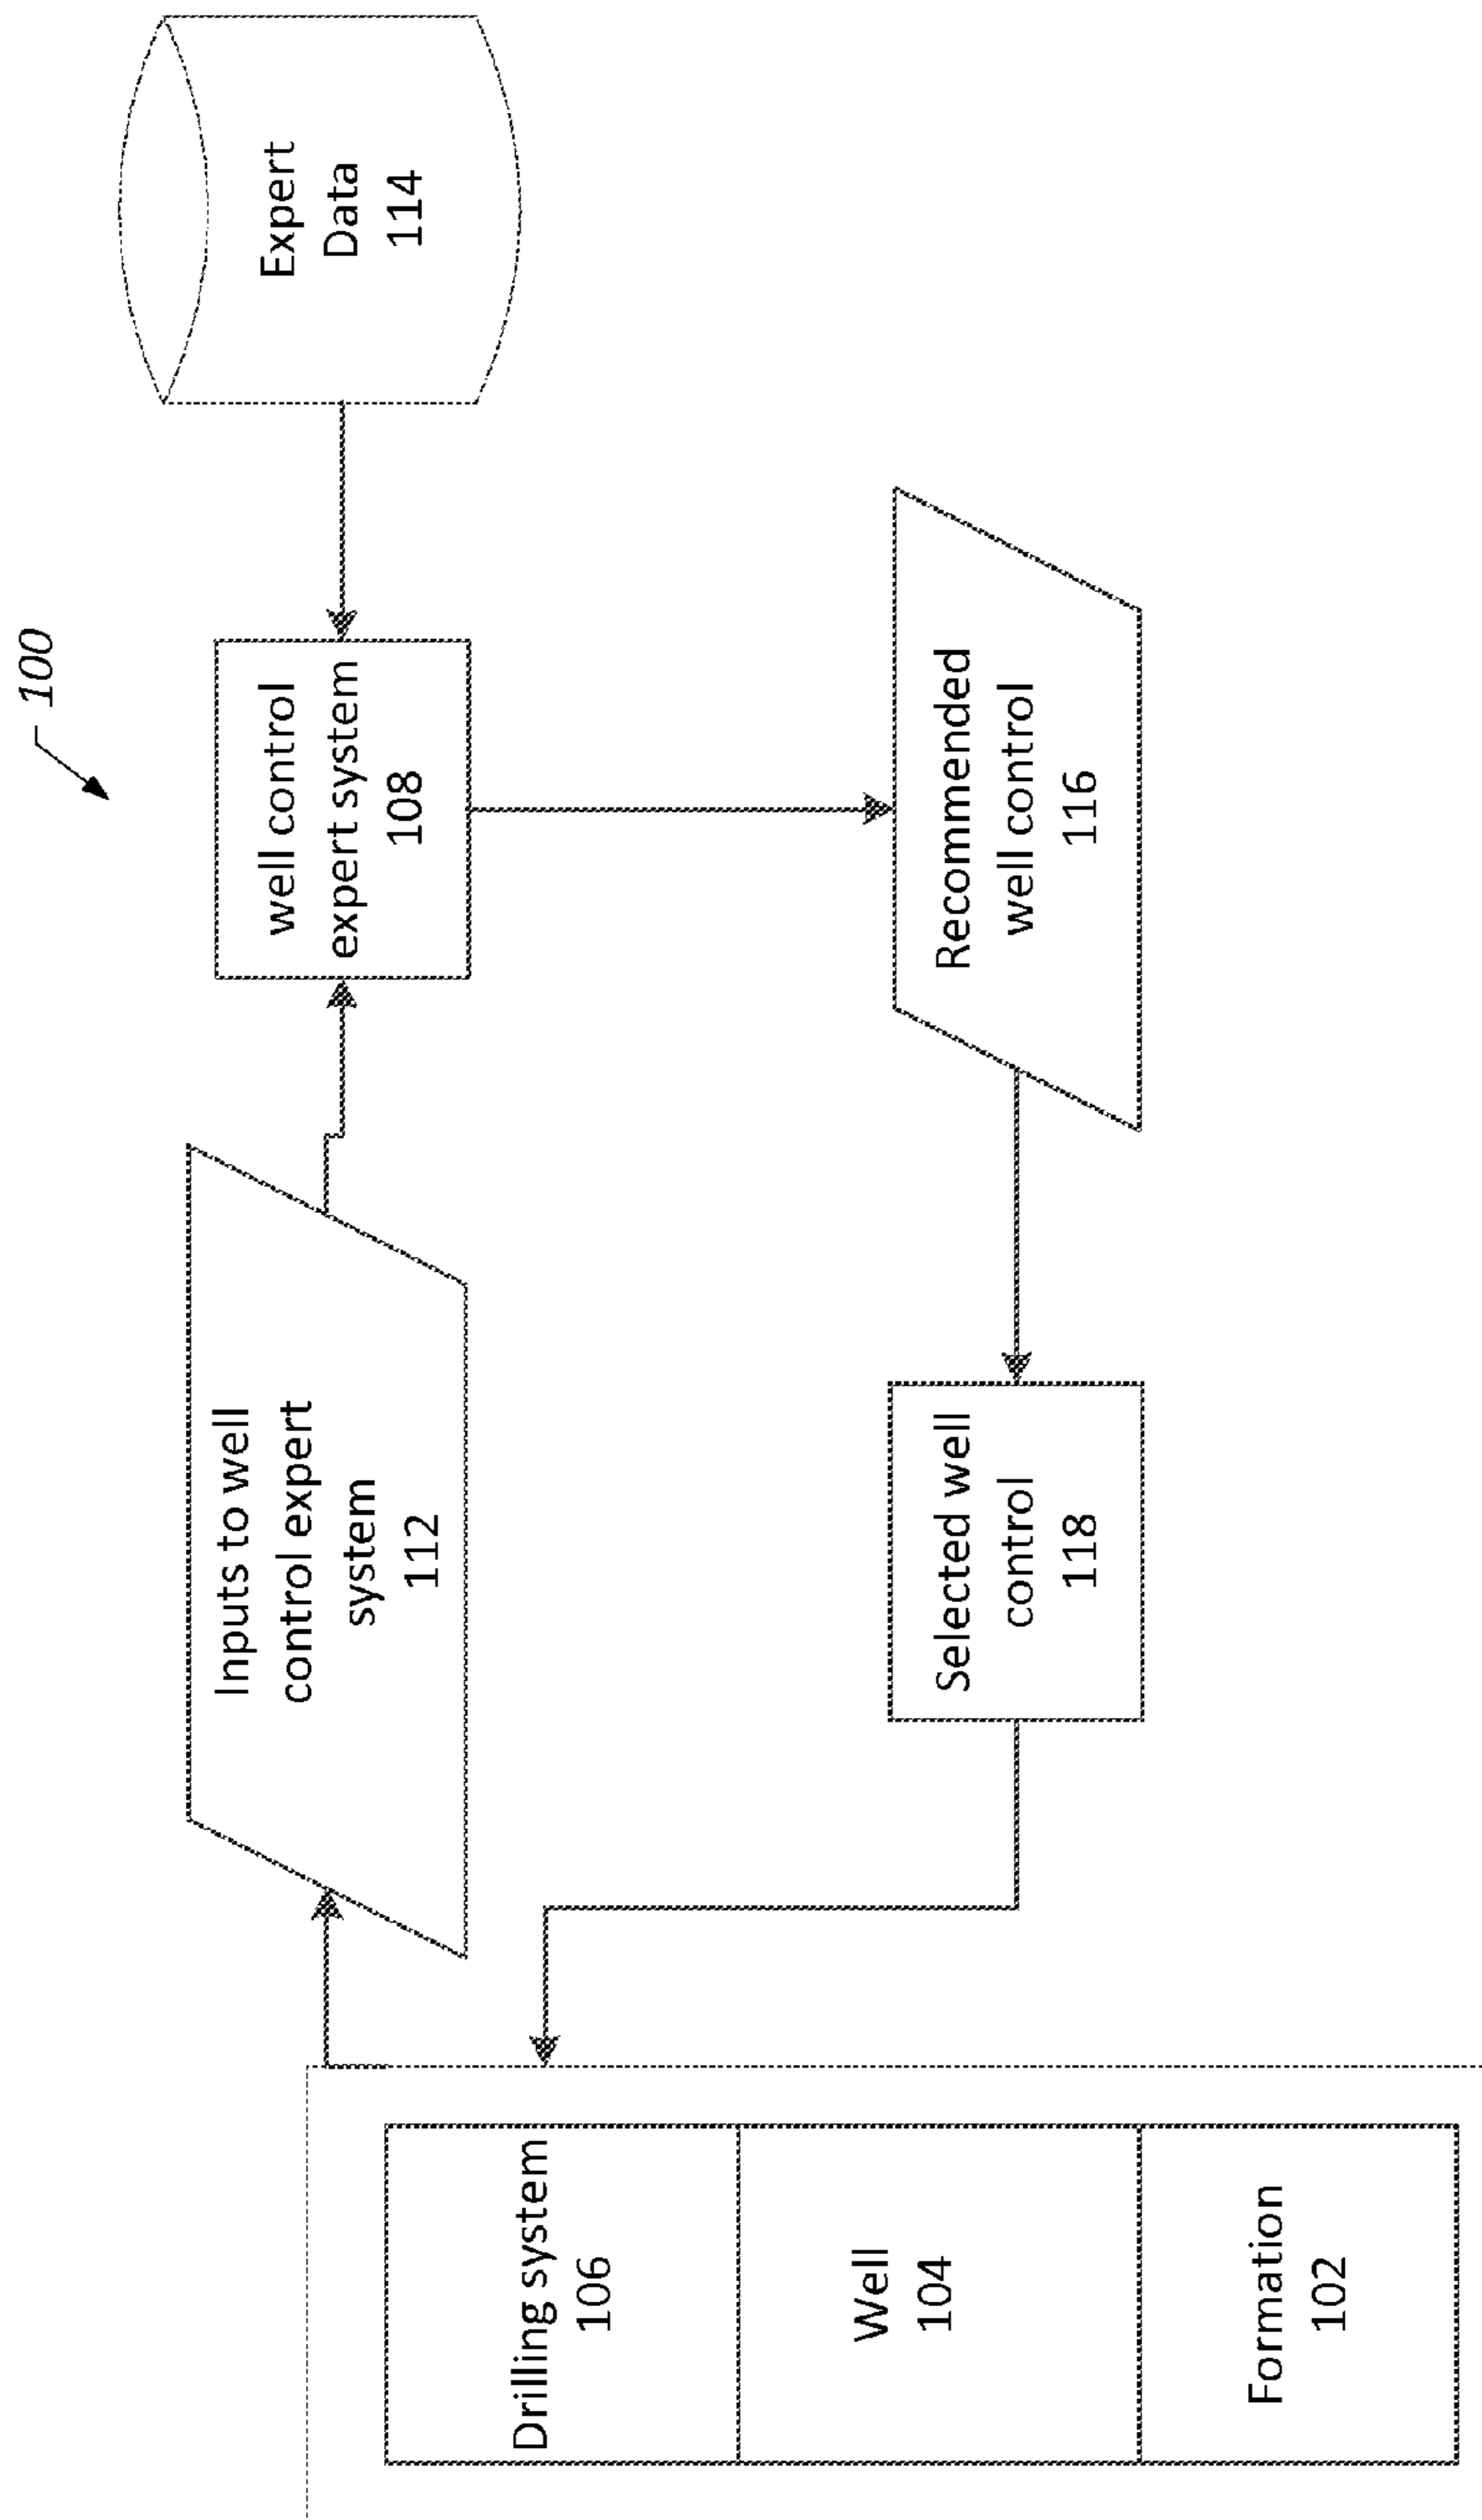 100
Drilling system
106
Well
104
Formation
102
Inputs to well
control expert
system
112
well control
expert system
108
Expert
Data
114
Recommended
well control
116
Selected well
control
118